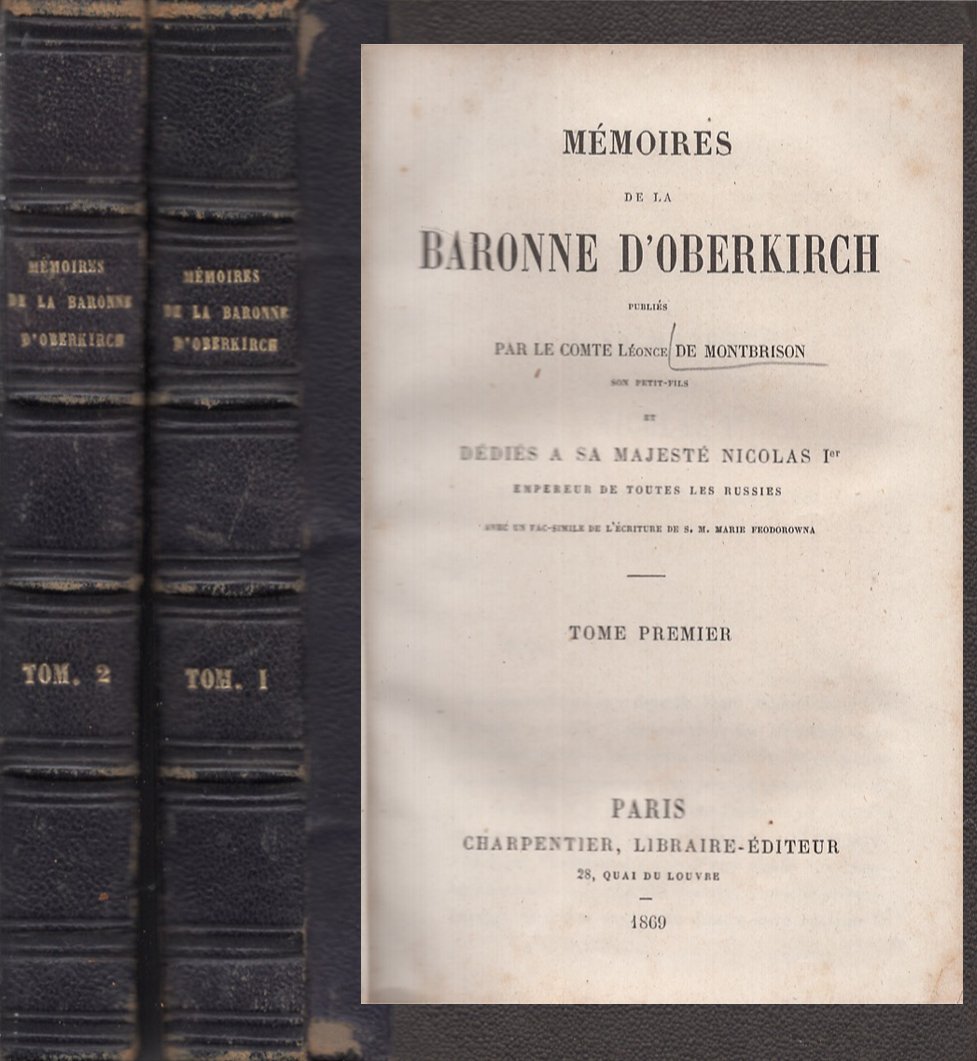 MÉMOIRES
DE LA BARONNE
D'OBERKIRCH
TOM. 2
MÉMOIRES
DE LA BARONNE
D'OBERKIRCH
TOM. I
MÉMOIRES
DE LA
BARONNE D'OBERKIRCH
PUBLIÉS
PAR LE COMTE LÉONCE DE MONTBRISON
SON PETIT-FILS
ET
DÉDIÉS A SA MAJESTÉ NICOLAS Ier
EMPEREUR DE TOUTES LES RUSSIES
AVEC UN FAC-SIMILE DE L'ÉCRITURE DE S. M. MARIE FEODOROWNA
TOME PREMIER
PARIS
CHARPENTIER, LIBRAIRE-ÉDITEUR
28, QUAI DU LOUVRE
1869